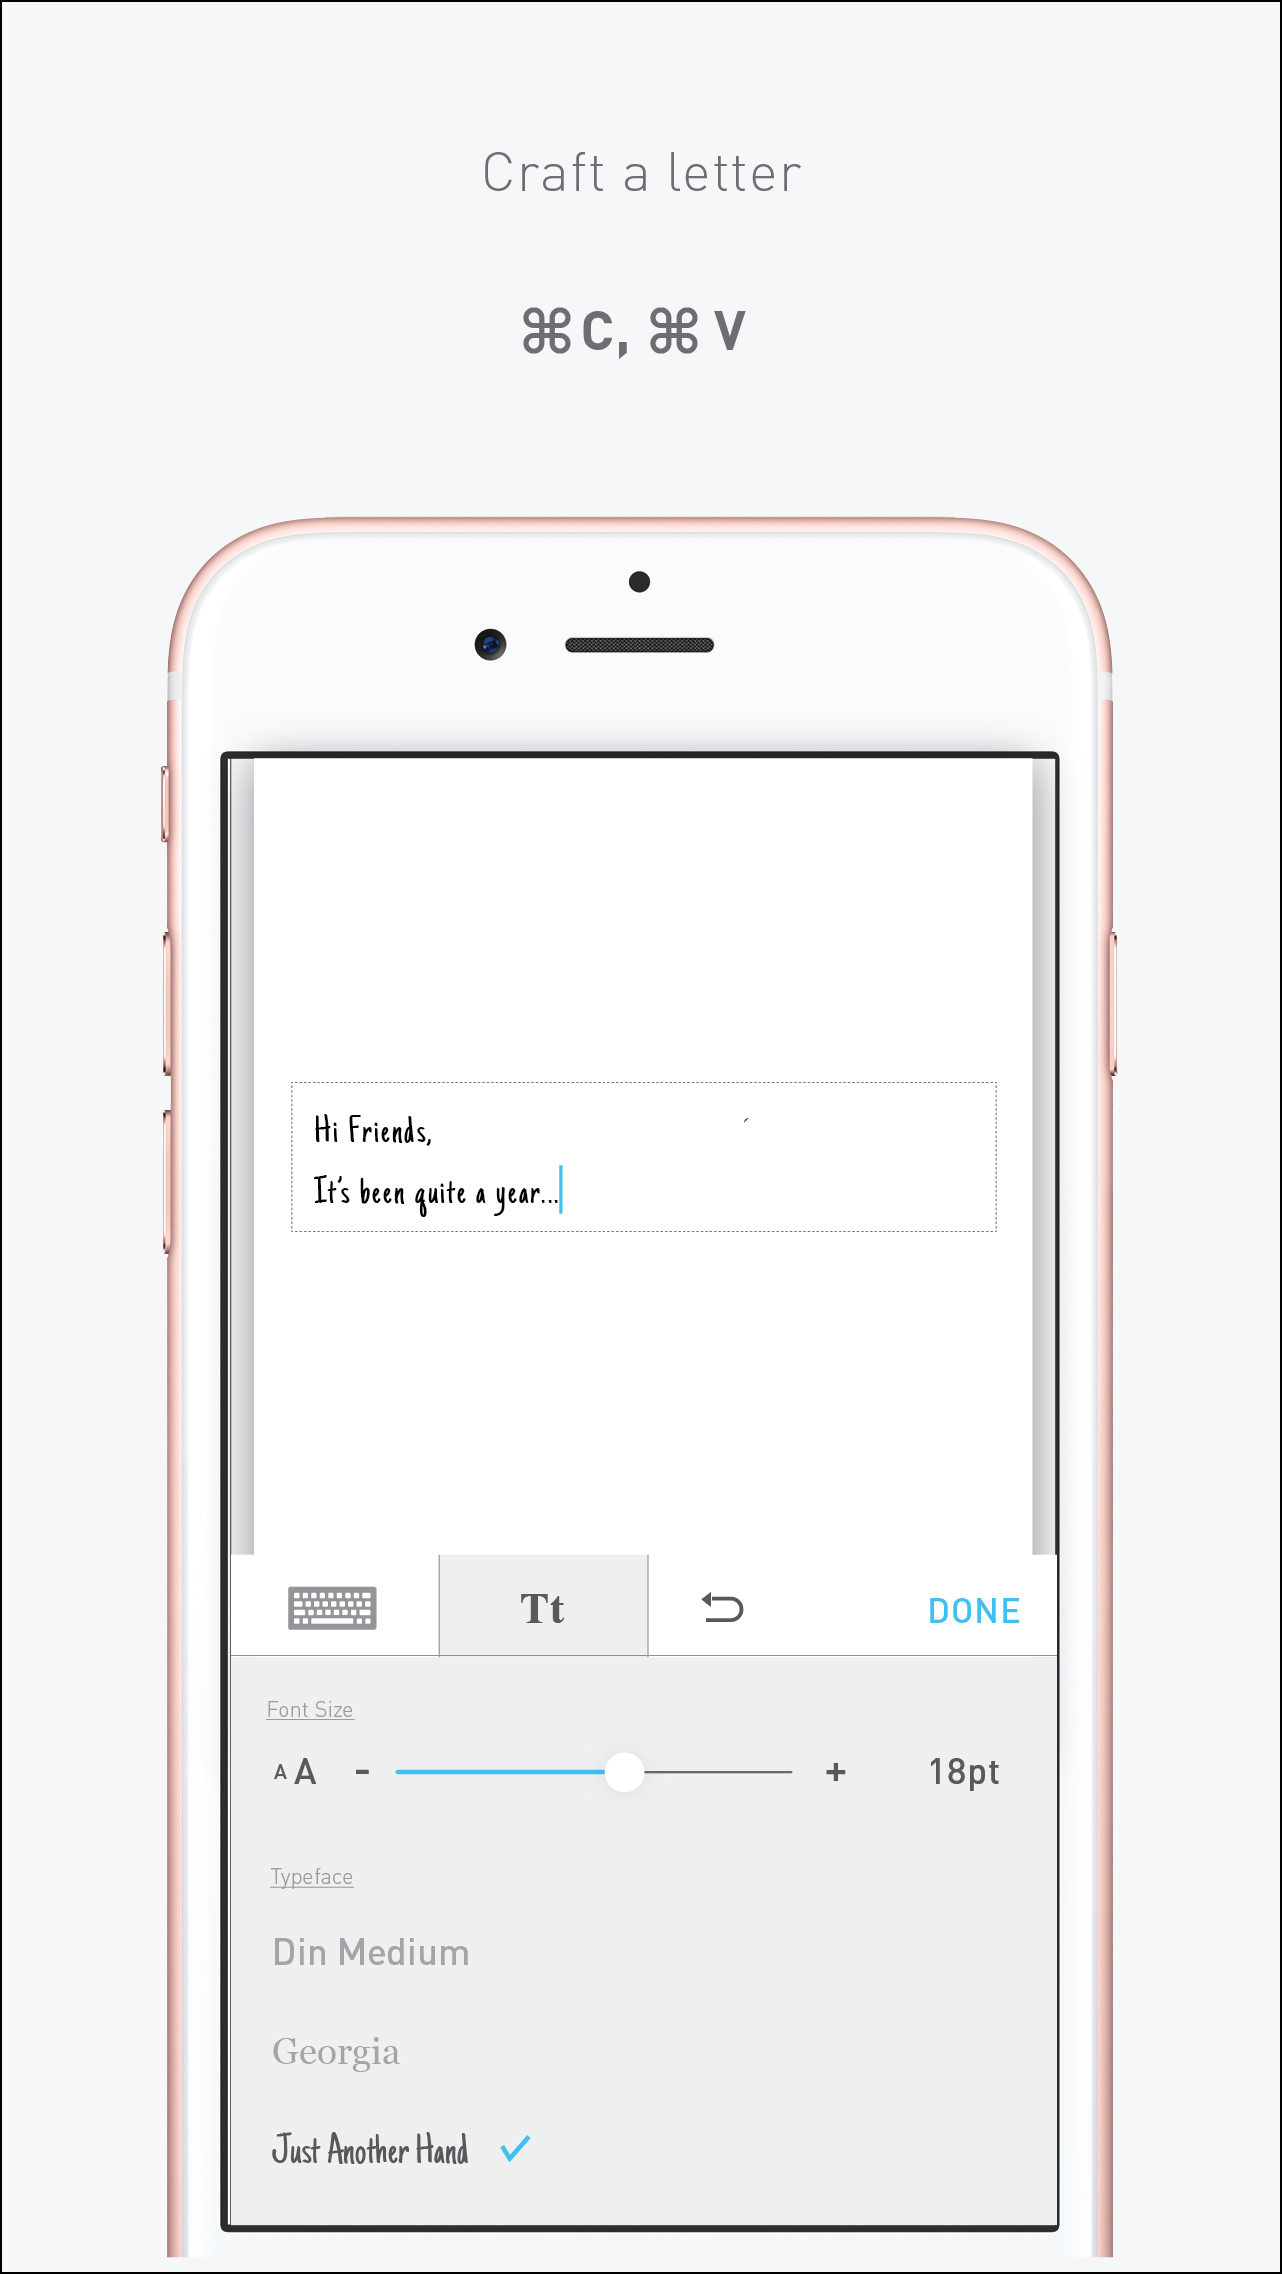 Craft a letter
⌘C, ⌘V
Hi Friends,
It's been quite a year...
Tt
DONE
Font Size
A A - + 18pt
Typeface
Din Medium
Georgia
Just Another Hand